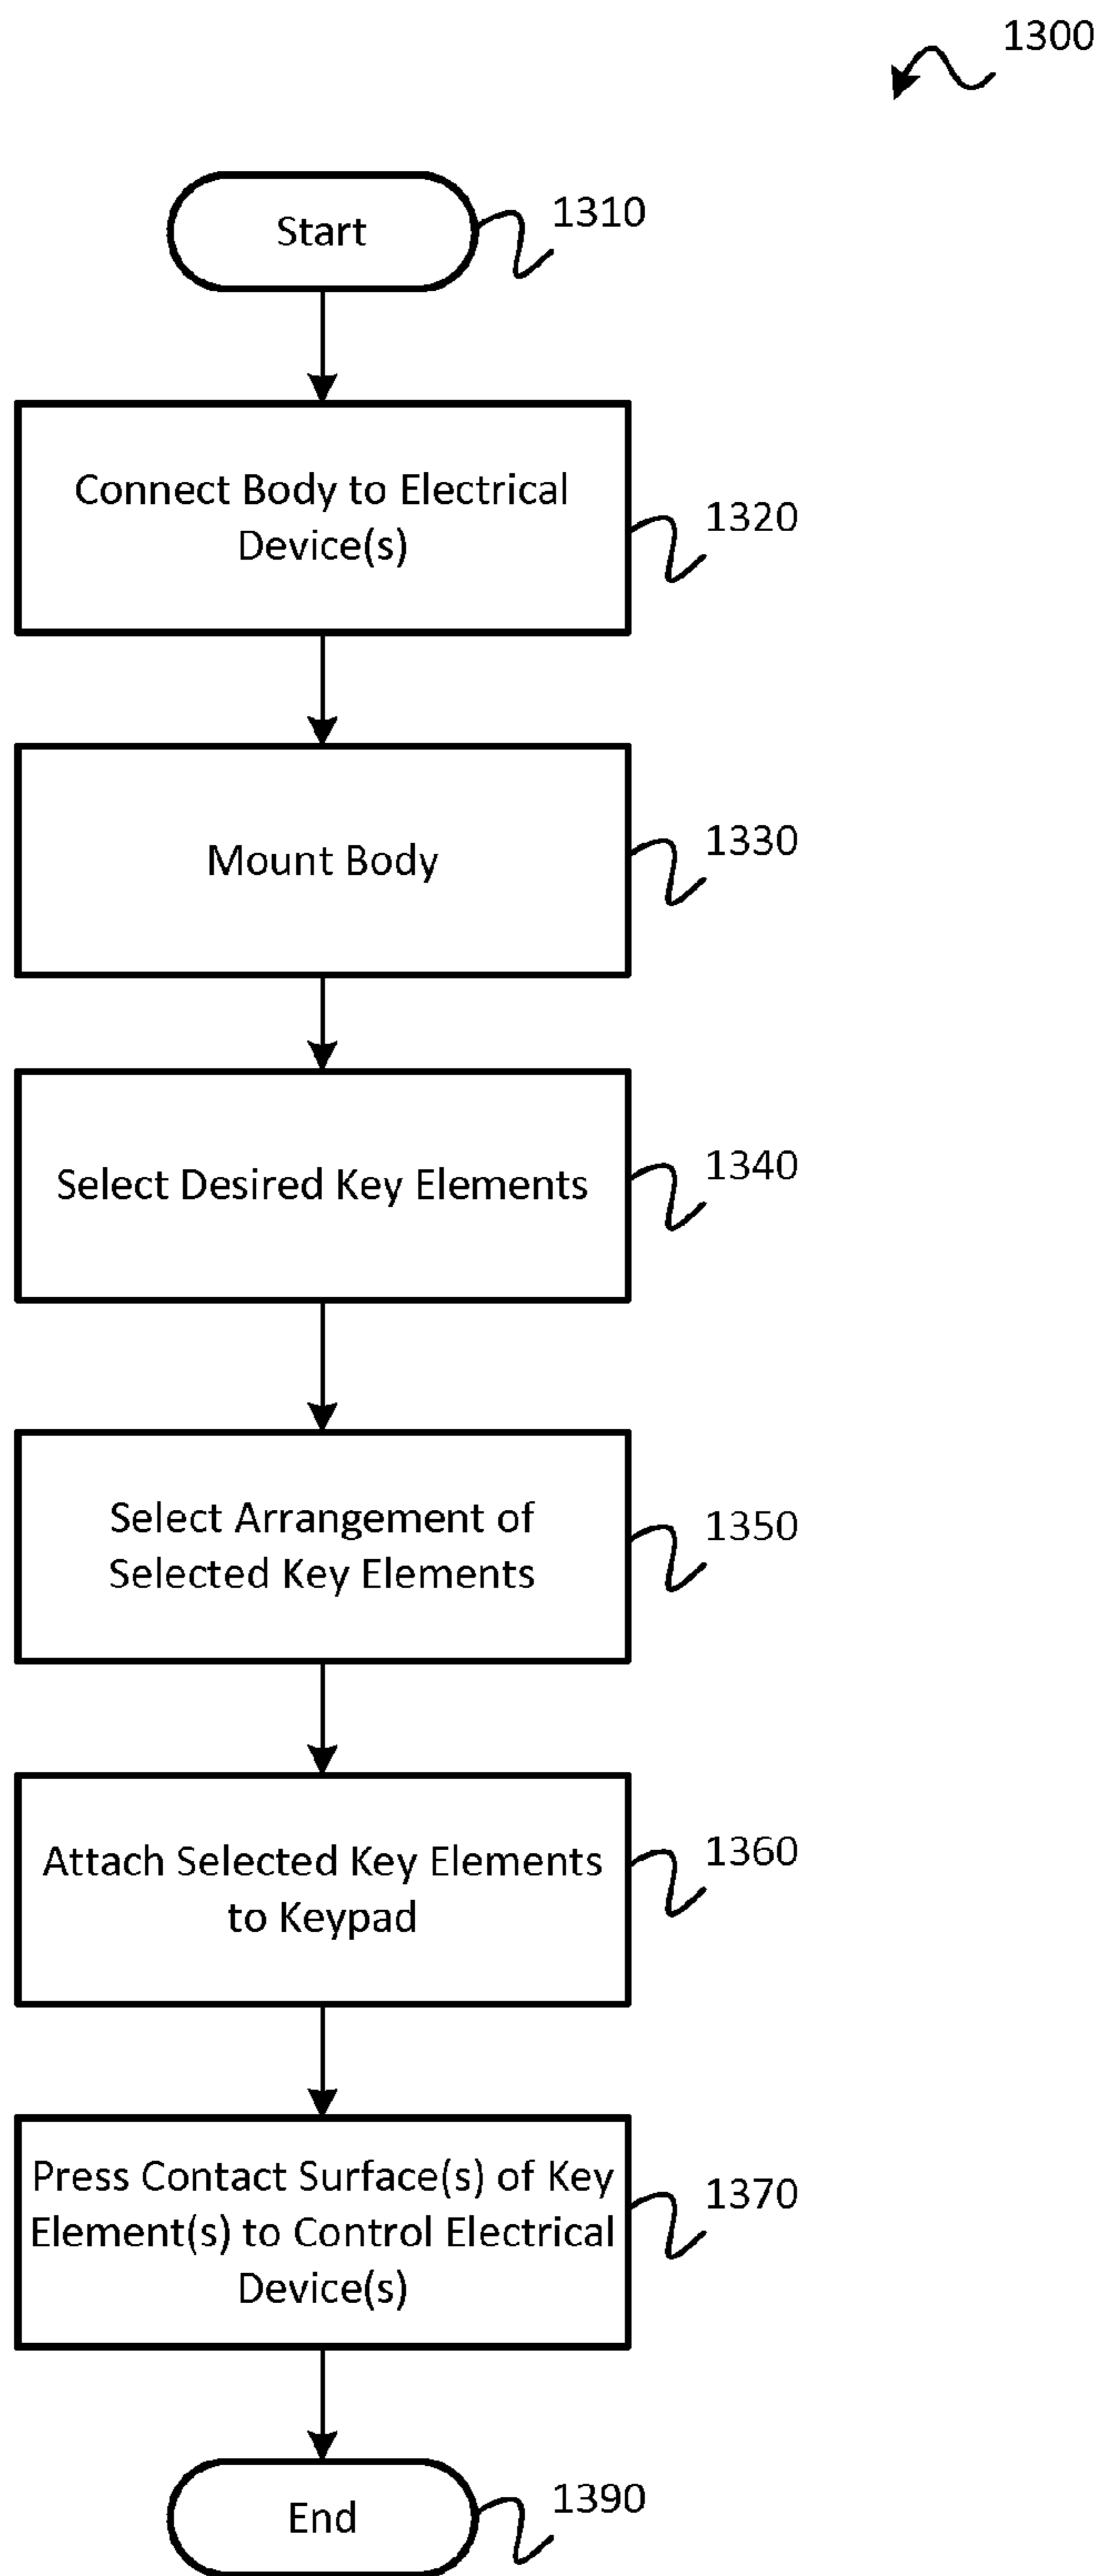 1300
Start
1310
Connect Body to Electrical
Device(s)
1320
Mount Body
1330
Select Desired Key Elements
1340
Select Arrangement of
Selected Key Elements
1350
Attach Selected Key Elements
to Keypad
1360
Press Contact Surface(s) of Key
Element(s) to Control Electrical
Device(s)
1370
End
1390